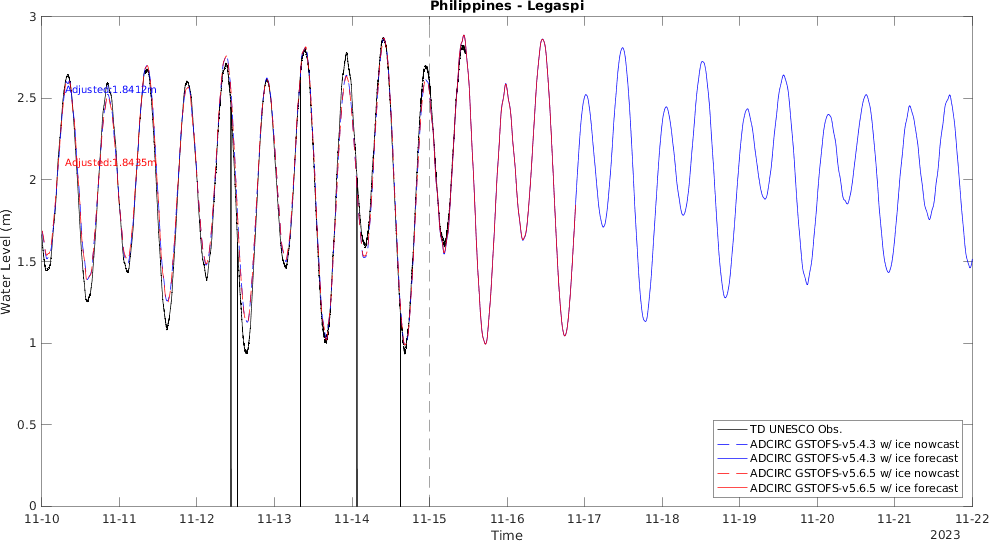 Philippines - Legaspi
3
2.5
2
1.5
1
0.5
0
Water Level (m)
Adjusted:1.8412m
Adjusted:1.8435m
TD UNESCO Obs.
ADCIRC GSTOFS-v5.4.3 w/ ice nowcast
ADCIRC GSTOFS-v5.4.3 w/ ice forecast
ADCIRC GSTOFS-v5.6.5 w/ ice nowcast
ADCIRC GSTOFS-v5.6.5 w/ ice forecast
11-10 11-11 11-12 11-13 11-14 11-15 11-16 11-17 11-18 11-19 11-20 11-21 11-22
Time
2023